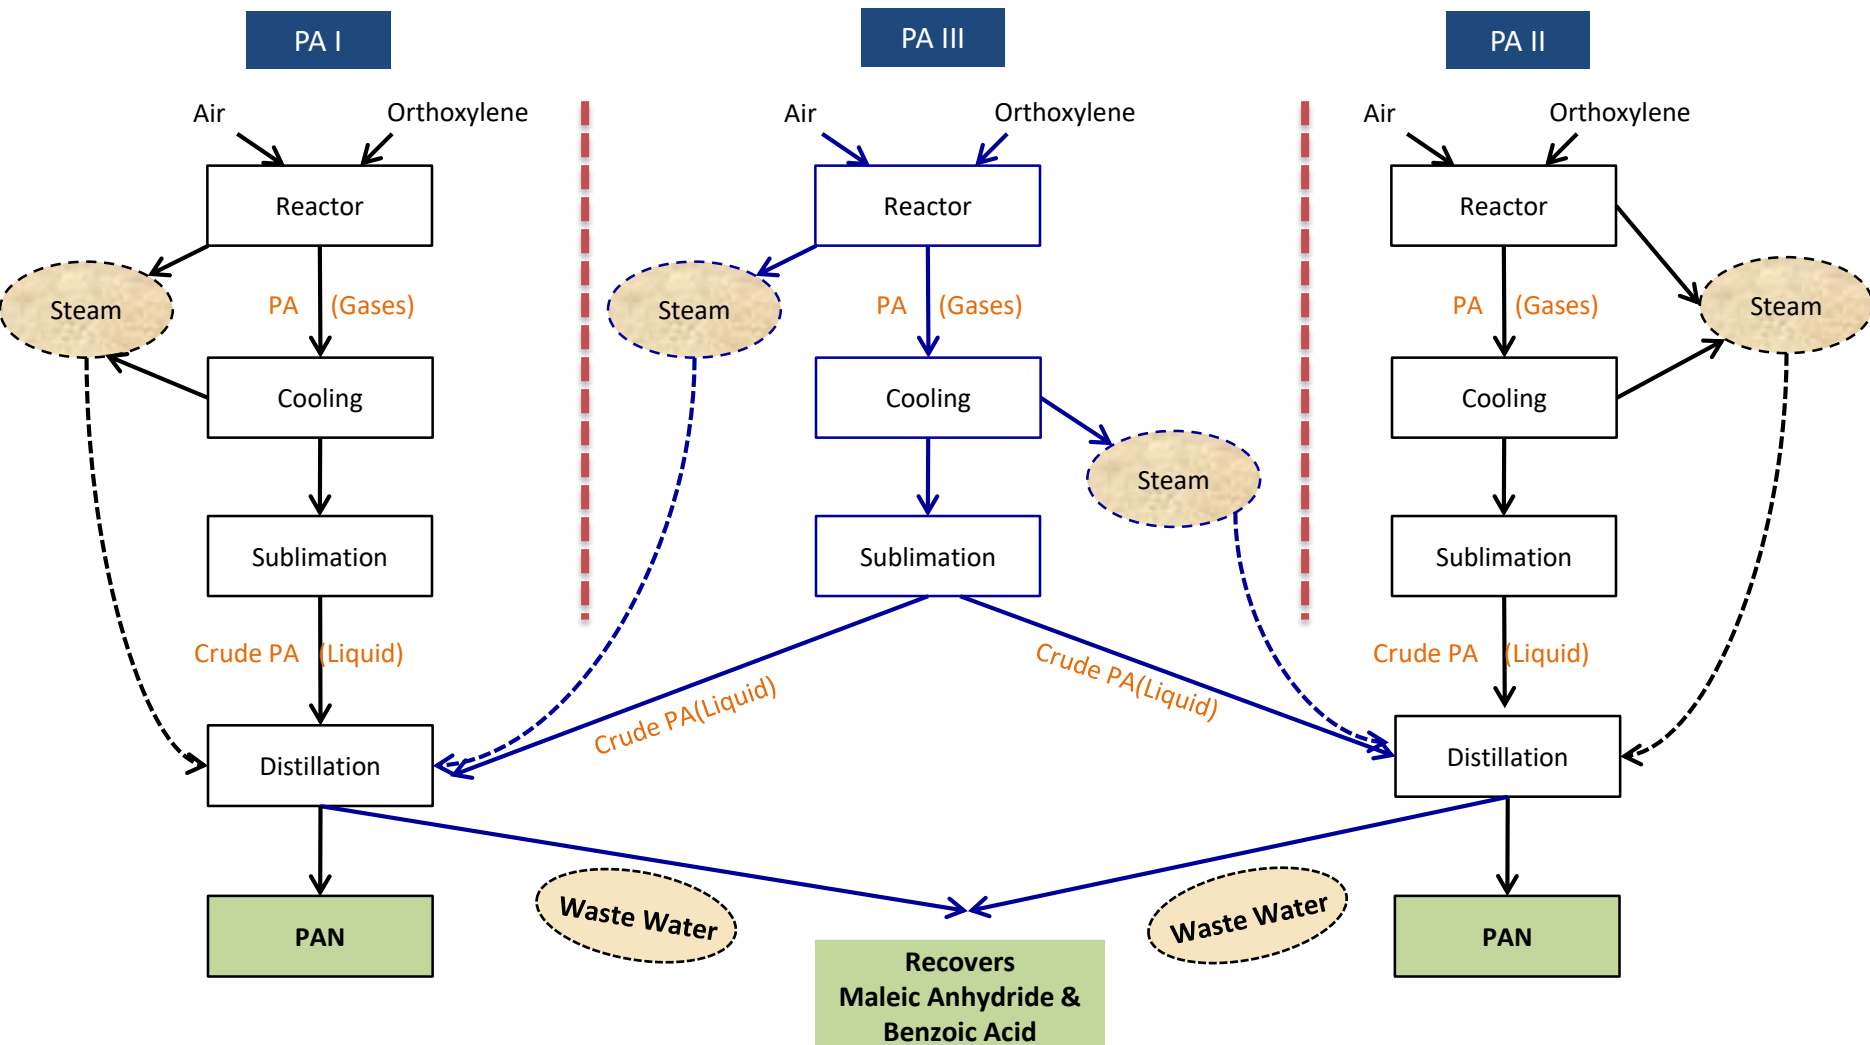 PA I
PA III
PA II
Air
Orthoxylene
Air
Orthoxylene
Air
Orthoxylene
Reactor
Reactor
Reactor
Steam
PA (Gases)
Steam
PA (Gases)
PA (Gases)
Steam
Cooling
Cooling
Cooling
Steam
Sublimation
Sublimation
Sublimation
Crude PA (Liquid)
Crude PA(Liquid)
Crude PA(Liquid)
Crude PA (Liquid)
Distillation
Distillation
Waste Water
Waste Water
PAN
PAN
Recovers
Maleic Anhydride &
Benzoic Acid